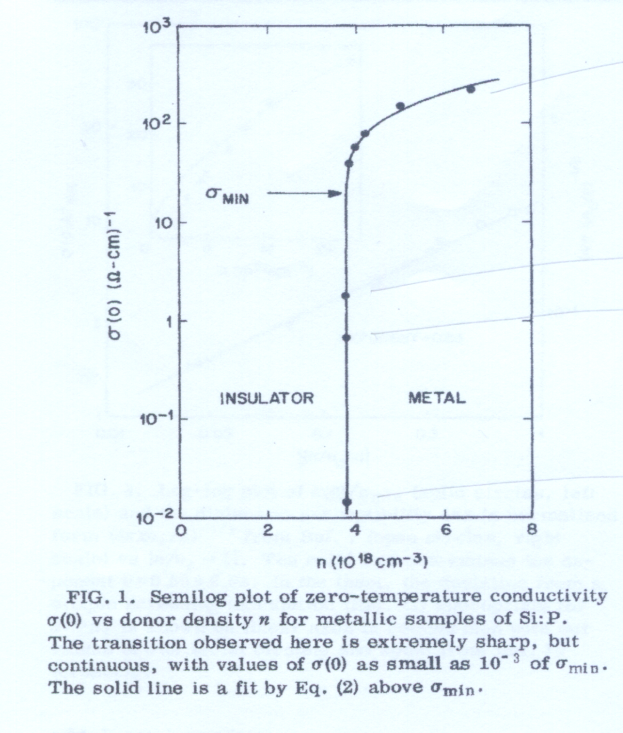 10³
10²
σ MIN
10
σ(0) (Ω-cm)⁻¹
1
INSULATOR METAL
10⁻¹
10⁻²
0 2 4 6 8
n (10¹⁸cm⁻³)
FIG. 1. Semilog plot of zero-temperature conductivity
σ(0) vs donor density n for metallic samples of Si:P.
The transition observed here is extremely sharp, but
continuous, with values of σ(0) as small as 10⁻³ of σmin.
The solid line is a fit by Eq. (2) above σmin.